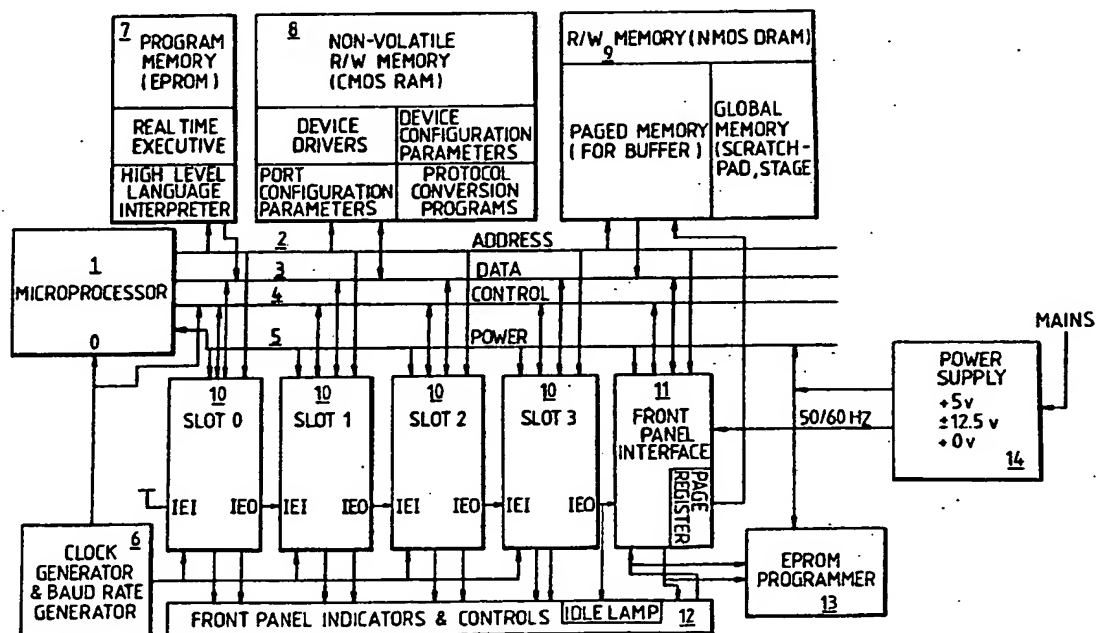 7
PROGRAM
MEMORY
(EPROM)
REAL TIME
EXECUTIVE
HIGH LEVEL
LANGUAGE
INTERPRETER
8
NON-VOLATILE
R/W MEMORY
(CMOS RAM)
DEVICE
DRIVERS
DEVICE
CONFIGURATION
PARAMETERS
PORT
CONFIGURATION
PARAMETERS
PROTOCOL
CONVERSION
PROGRAMS
R/W MEMORY (NMOS DRAM)
9
PAGED MEMORY
(FOR BUFFER)
GLOBAL
MEMORY
(SCRATCH-
PAD, STAGE
1
MICROPROCESSOR
0
2 ADDRESS
3 DATA
4 CONTROL
5 POWER
MAINS
10
SLOT 0
IEI IEO
10
SLOT 1
IEI IEO
10
SLOT 2
IEI IEO
10
SLOT 3
IEI IEO
11
FRONT
PANEL
INTERFACE
PAGE
REGISTER
50/60 HZ
POWER
SUPPLY
+5v
±12.5 v
+0v
14
6
CLOCK
GENERATOR
& BAUD RATE
GENERATOR
FRONT PANEL INDICATORS & CONTROLS IDLE LAMP 12
EPROM
PROGRAMMER
13